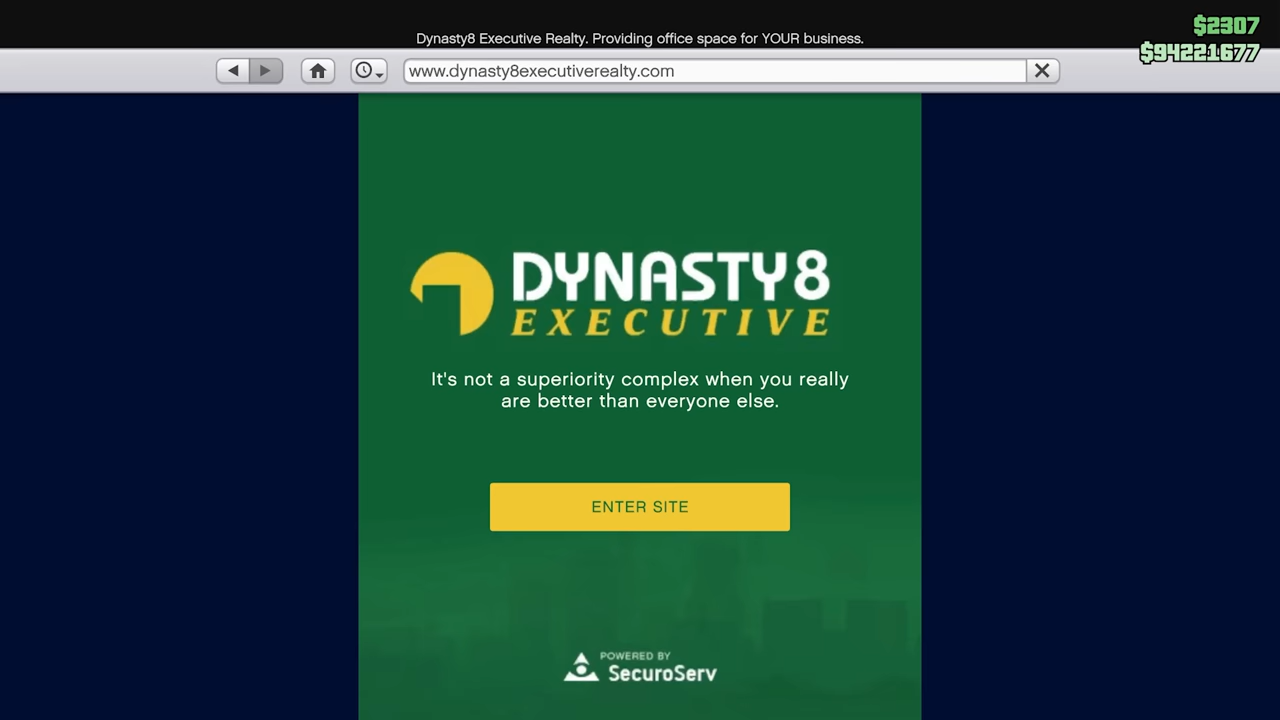 Dynasty8 Executive Realty. Providing office space for YOUR business.
$2307
$94221677
www.dynasty8executiverealty.com
DYNASTY8
EXECUTIVE
It's not a superiority complex when you really
are better than everyone else.
ENTER SITE
POWERED BY
SecuroServ